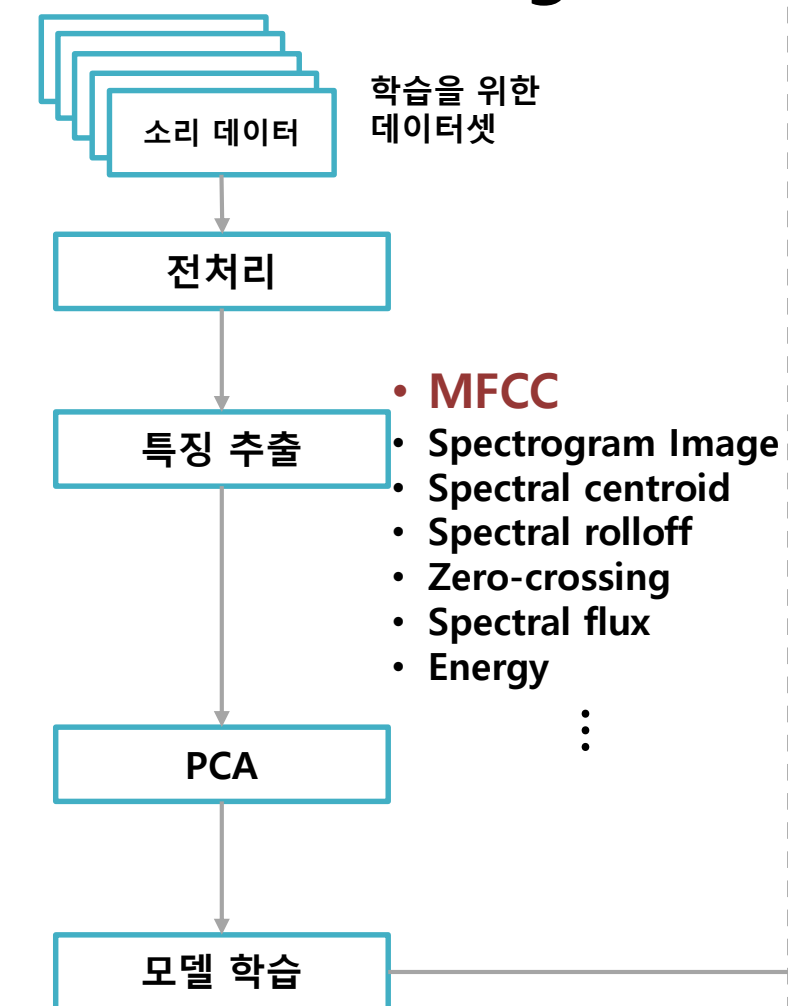 학습을 위한
데이터셋
소리 데이터
전처리
특징 추출
• MFCC
• Spectrogram Image
• Spectral centroid
• Spectral rolloff
• Zero-crossing
• Spectral flux
• Energy
⋮
PCA
모델 학습